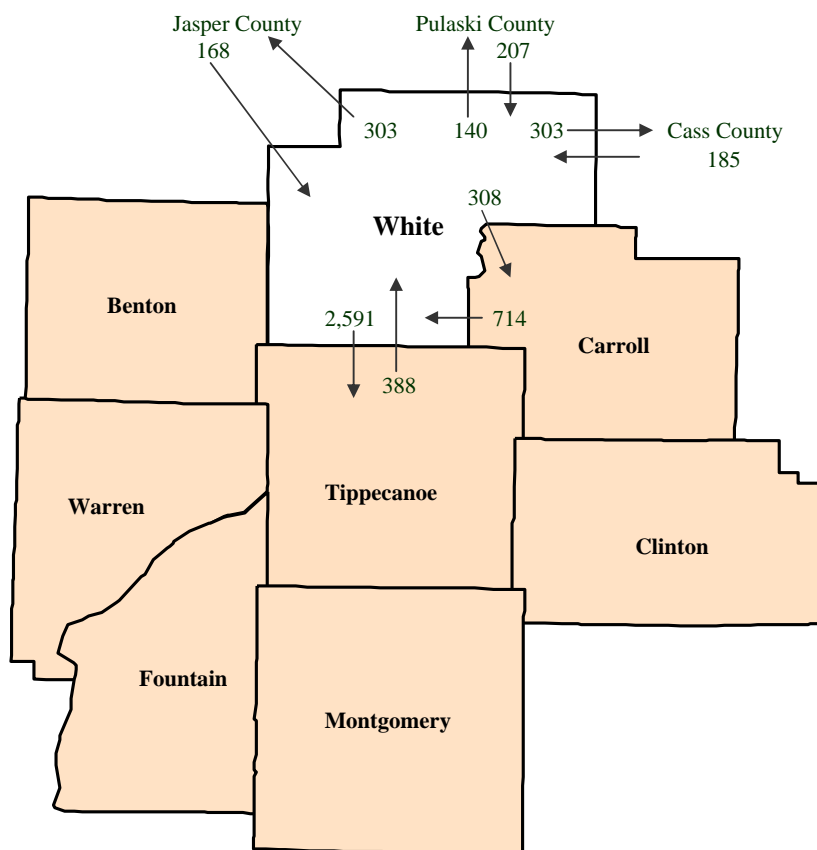 Jasper County
168
Pulaski County
207
303
140
303
Cass County
185
308
White
Benton
2,591
714
Carroll
388
Tippecanoe
Warren
Clinton
Fountain
Montgomery